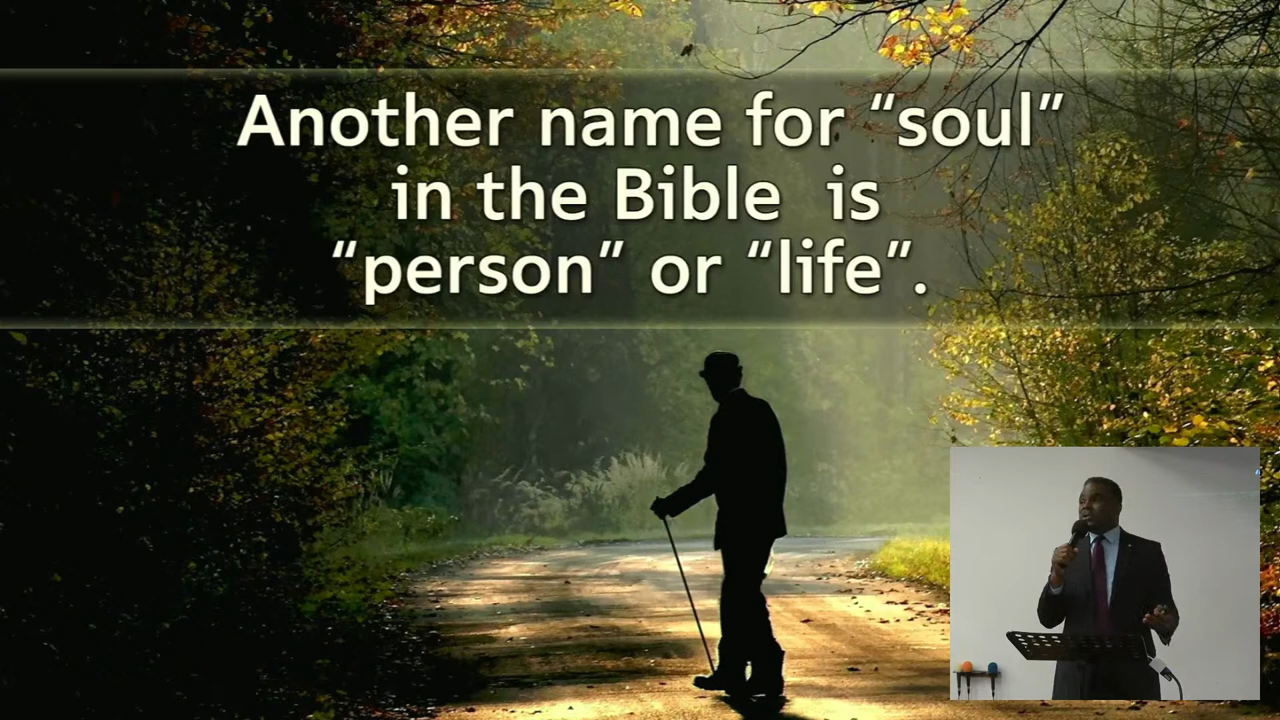 Another name for “soul”
in the Bible  is
“person” or “life”.